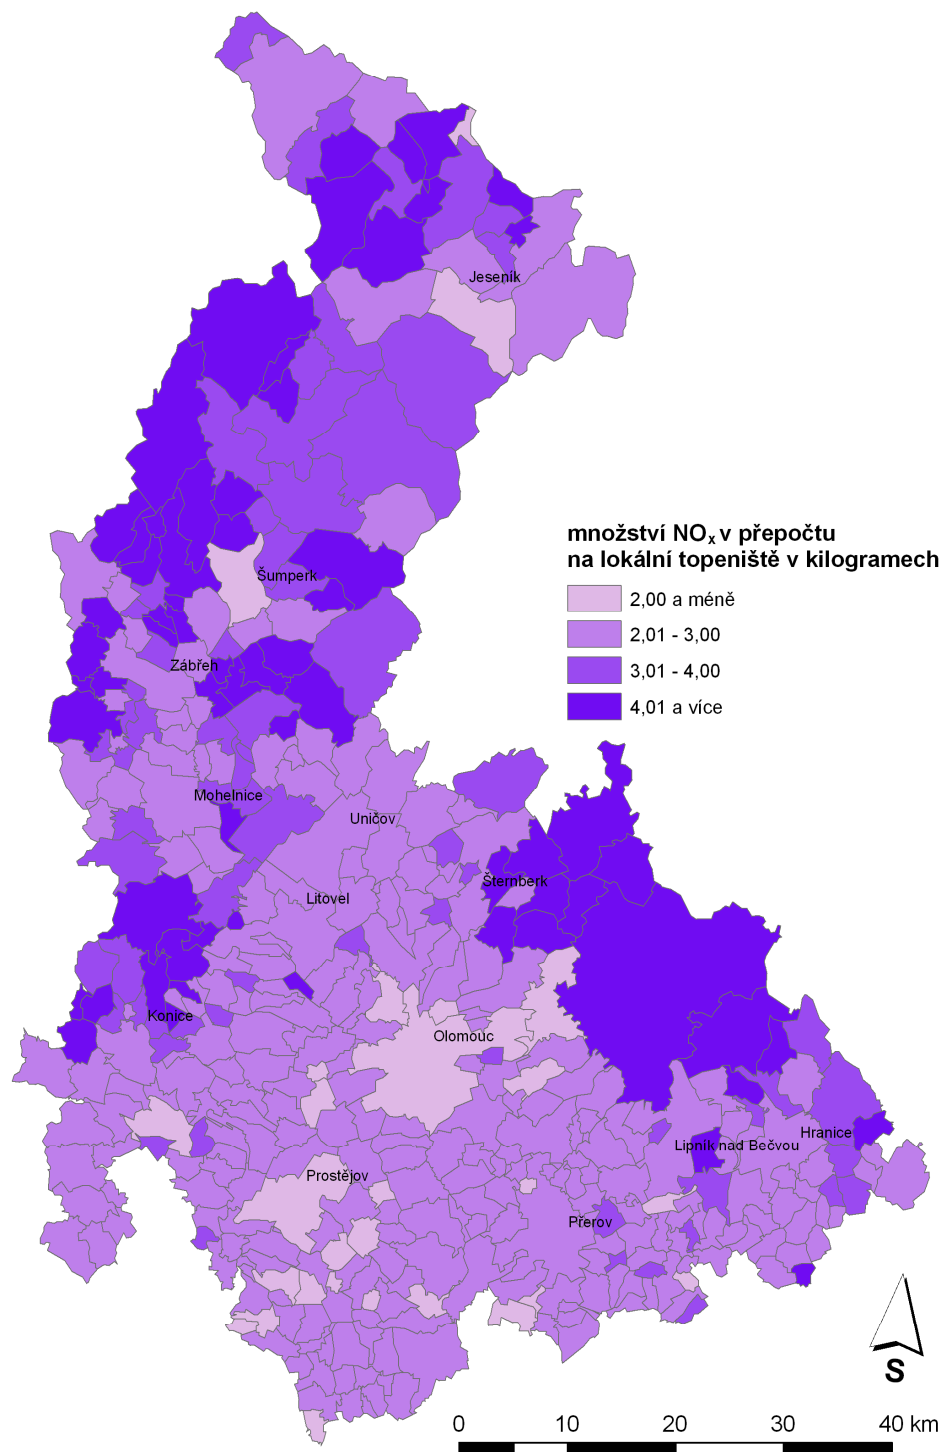 Jeseník
množství NOx v přepočtu
na lokální topeniště v kilogramech
2,00 a méně
2,01 - 3,00
3,01 - 4,00
4,01 a více
Šumperk
Zábřeh
Mohelnice
Uničov
Šternberk
Litovel
Konice
Olomouc
Hranice
Lipník nad Bečvou
Prostějov
Přerov
S
0 10 20 30 40 km